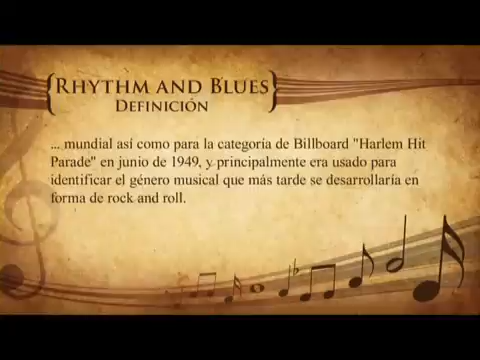 {RHYTHM AND BLUES}
DEFINICIÓN
... mundial así como para la categoría de Billboard "Harlem Hit
Parade" en junio de 1949, y principalmente era usado para
identificar el género musical que más tarde se desarrollaría en
forma de rock and roll.